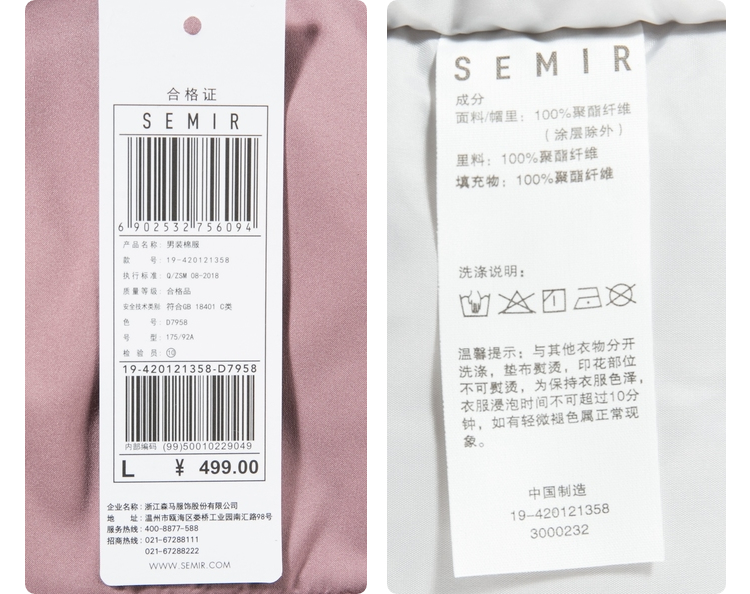 合格证
SEMIR
6 902532 756094
产品名称: 男装棉服
款 号: 19-420121358
执行标准: Q/ZSM 08-2018
质量等级: 合格品
安全技术类别: 符合GB 18401 C类
色 号: D7958
号 型: 175/92A
检 验 员 ⑩
19-420121358-D7958
内部编码 (99)50010229049
L ¥ 499.00
企业名称: 浙江森马服饰股份有限公司
地 址: 温州市瓯海区娄桥工业园南汇路98号
服务热线: 400-8877-588
招商热线: 021-67288111
021-67288222
WWW.SEMIR.COM
SEMIR
成分
面料/帽里: 100%聚酯纤维
(涂层除外)
里料: 100%聚酯纤维
填充物: 100%聚酯纤维
洗涤说明:
温馨提示: 与其他衣物分开
洗涤, 垫布熨烫, 印花部位
不可熨烫, 为保持衣服色泽,
衣服浸泡时间不可超过10分
钟, 如有轻微褪色属正常现
象。
中国制造
19-420121358
3000232